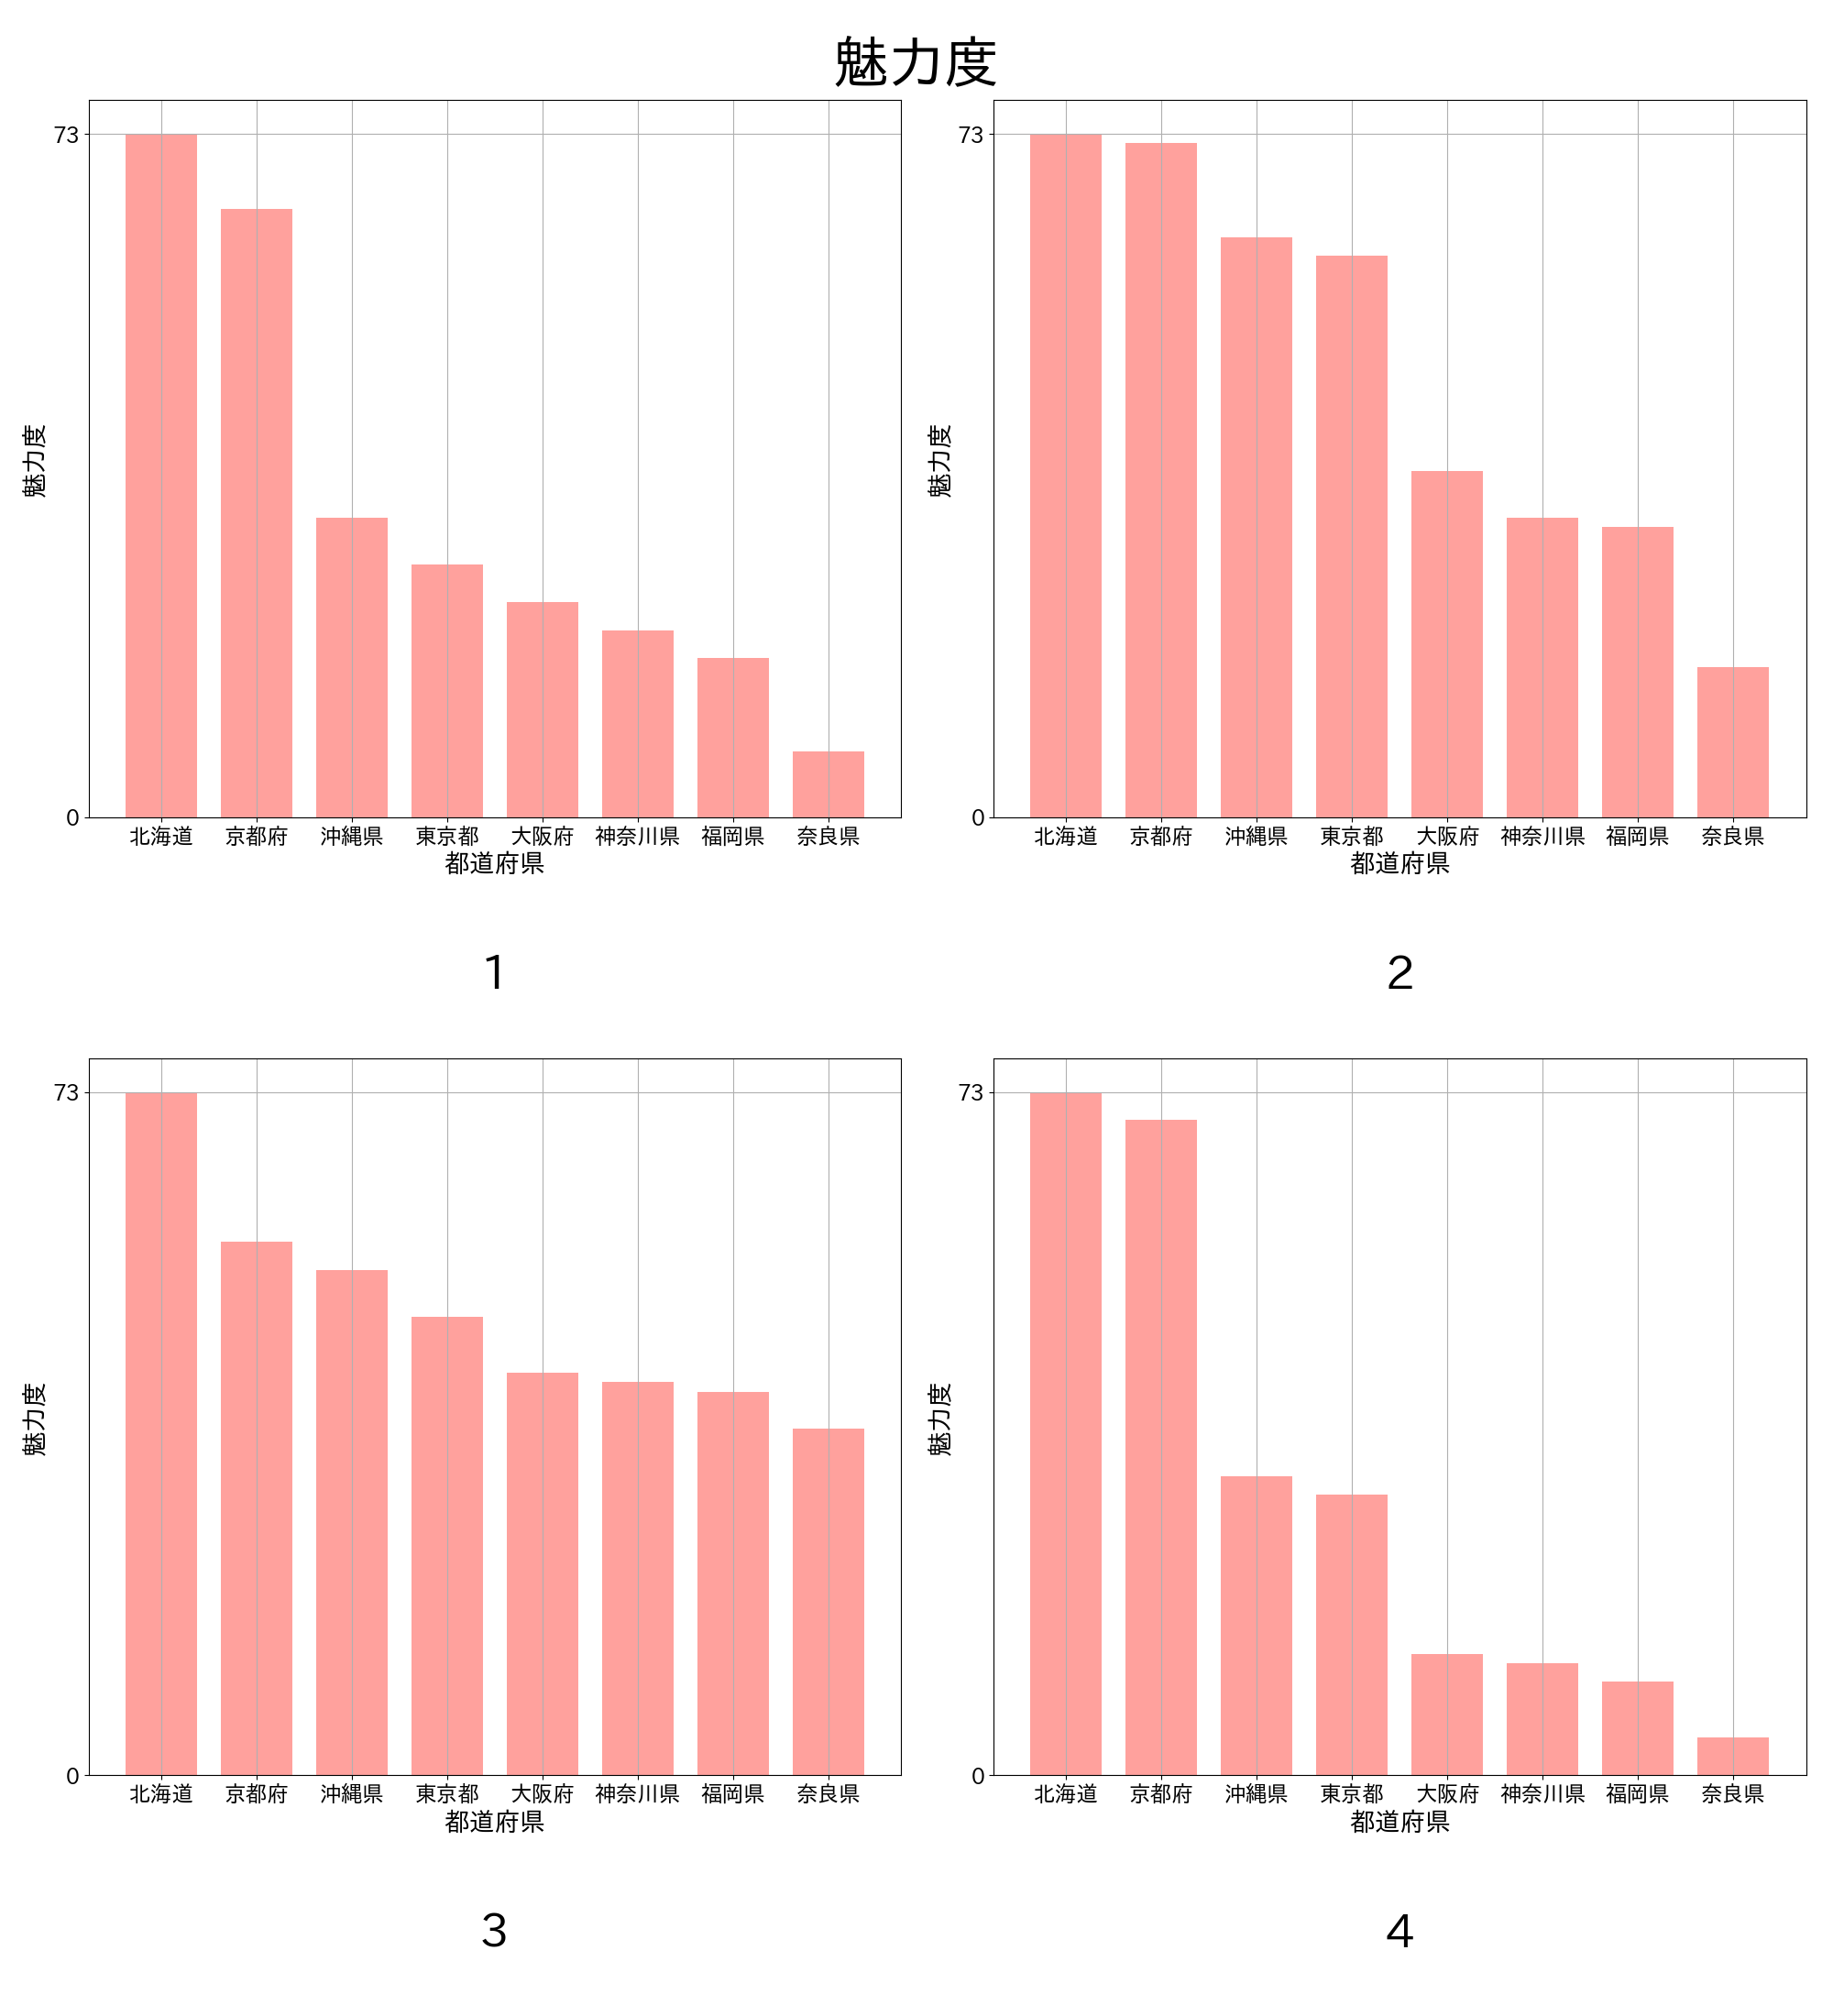 魅力度
73
0
魅力度
北海道 京都府 沖縄県 東京都 大阪府 神奈川県 福岡県 奈良県
都道府県
1
73
0
魅力度
北海道 京都府 沖縄県 東京都 大阪府 神奈川県 福岡県 奈良県
都道府県
2
73
0
魅力度
北海道 京都府 沖縄県 東京都 大阪府 神奈川県 福岡県 奈良県
都道府県
3
73
0
魅力度
北海道 京都府 沖縄県 東京都 大阪府 神奈川県 福岡県 奈良県
都道府県
4